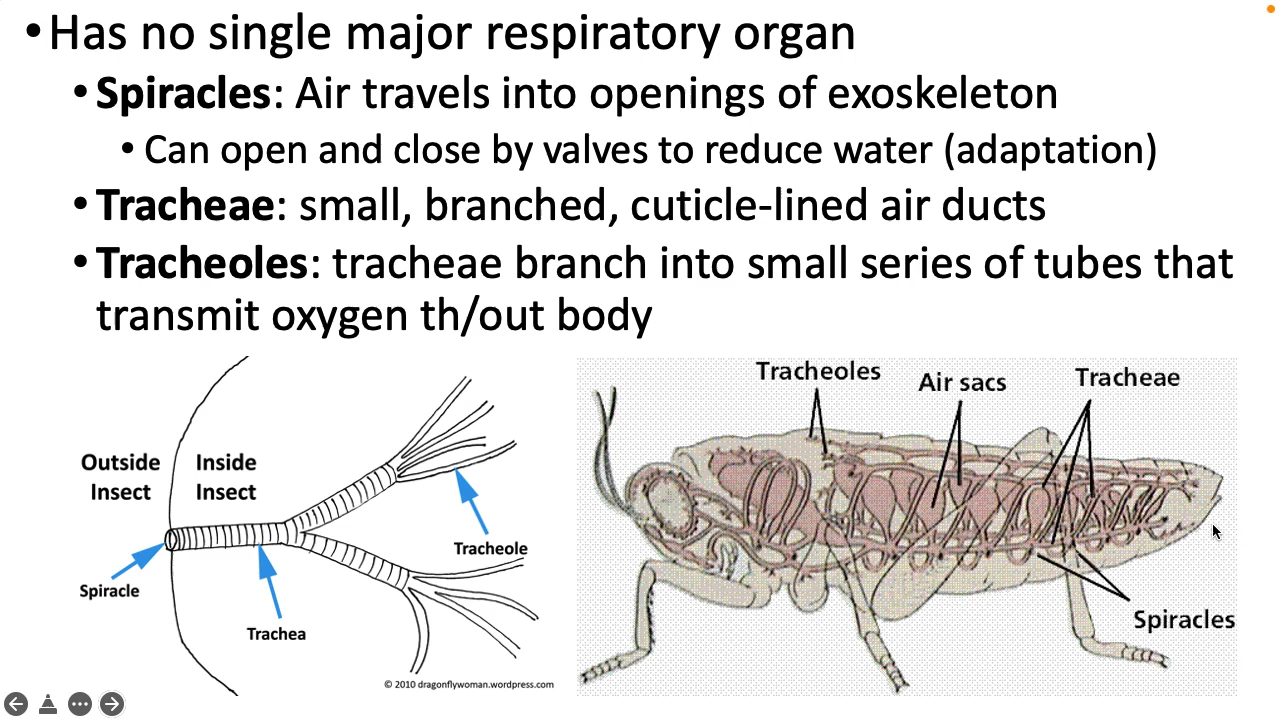 •Has no single major respiratory organ
•Spiracles: Air travels into openings of exoskeleton
•Can open and close by valves to reduce water (adaptation)
•Tracheae: small, branched, cuticle-lined air ducts
•Tracheoles: tracheae branch into small series of tubes that
transmit oxygen th/out body
Outside
Insect
Inside
Insect
Spiracle
Trachea
Tracheole
© 2010 dragonflywoman.wordpress.com
Tracheoles
Air sacs
Tracheae
Spiracles